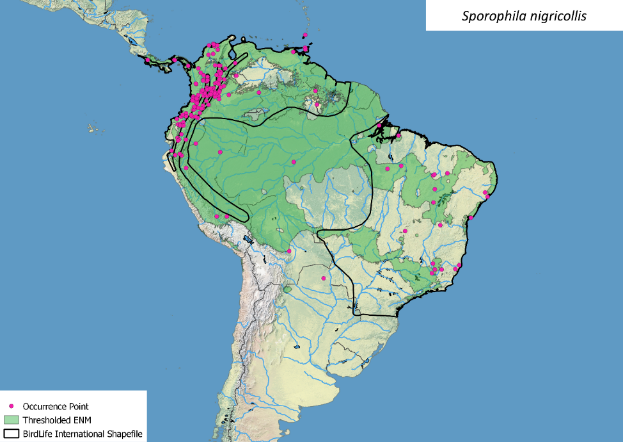 Sporophila nigricollis
Occurrence Point
Thresholded ENM
BirdLife International Shapefile